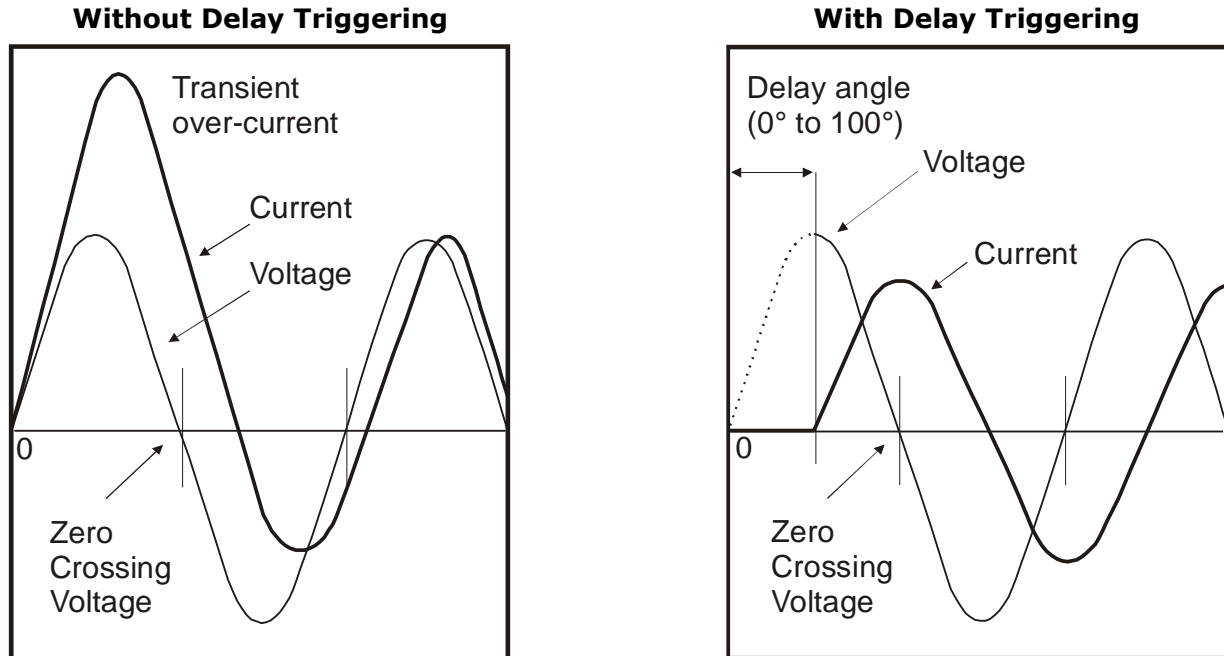 Without Delay Triggering
Transient
over-current
Current
Voltage
0
Zero
Crossing
Voltage
With Delay Triggering
Delay angle
(0° to 100°)
Voltage
Current
0
Zero
Crossing
Voltage